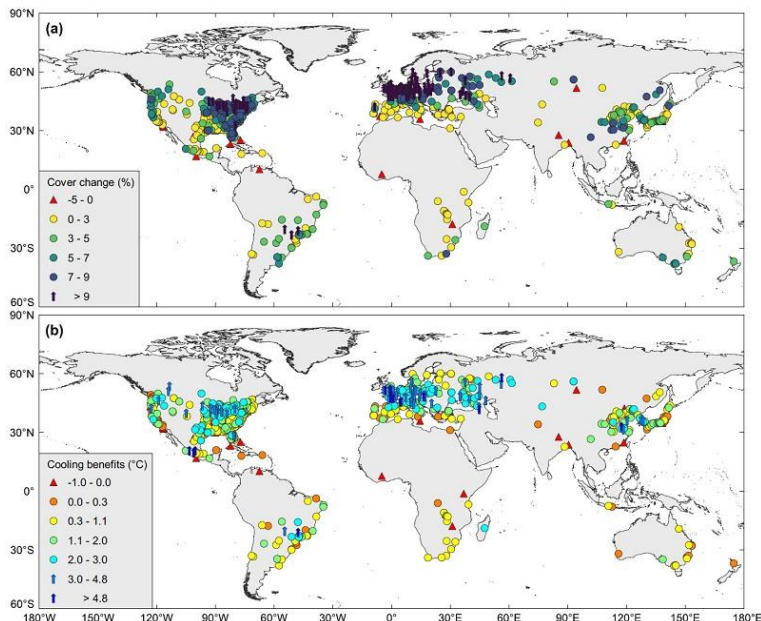 90°N
(a)
60°N
30°N
0°
30°S
60°S
Cover change (%)
-5 - 0
0 - 3
3 - 5
5 - 7
7 - 9
> 9
90°N
(b)
60°N
30°N
0°
30°S
60°S
Cooling benefits (°C)
-1.0 - 0.0
0.0 - 0.3
0.3 - 1.1
1.1 - 2.0
2.0 - 3.0
3.0 - 4.8
> 4.8
180°W 150°W 120°W 90°W 60°W 30°W 0° 30°E 60°E 90°E 120°E 150°E 180°E